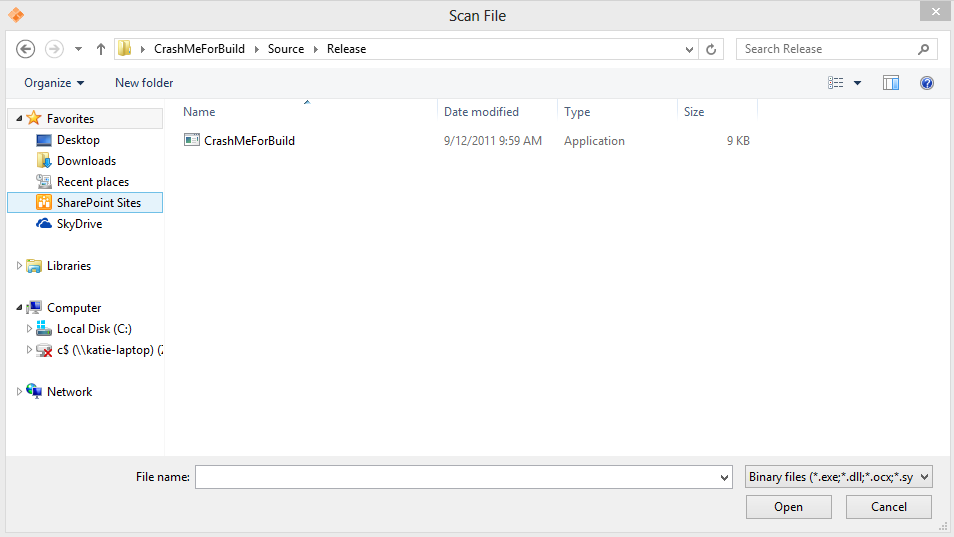 Scan File
CrashMeForBuild Source Release
Search Release
Organize New folder
Name Date modified Type Size
CrashMeForBuild 9/12/2011 9:59 AM Application 9 KB
Favorites
Desktop
Downloads
Recent places
SharePoint Sites
SkyDrive
Libraries
Computer
Local Disk (C:)
c$ (\\katie-laptop) (Z
Network
File name: Binary files (*.exe;*.dll;*.ocx;*.sy
Open Cancel